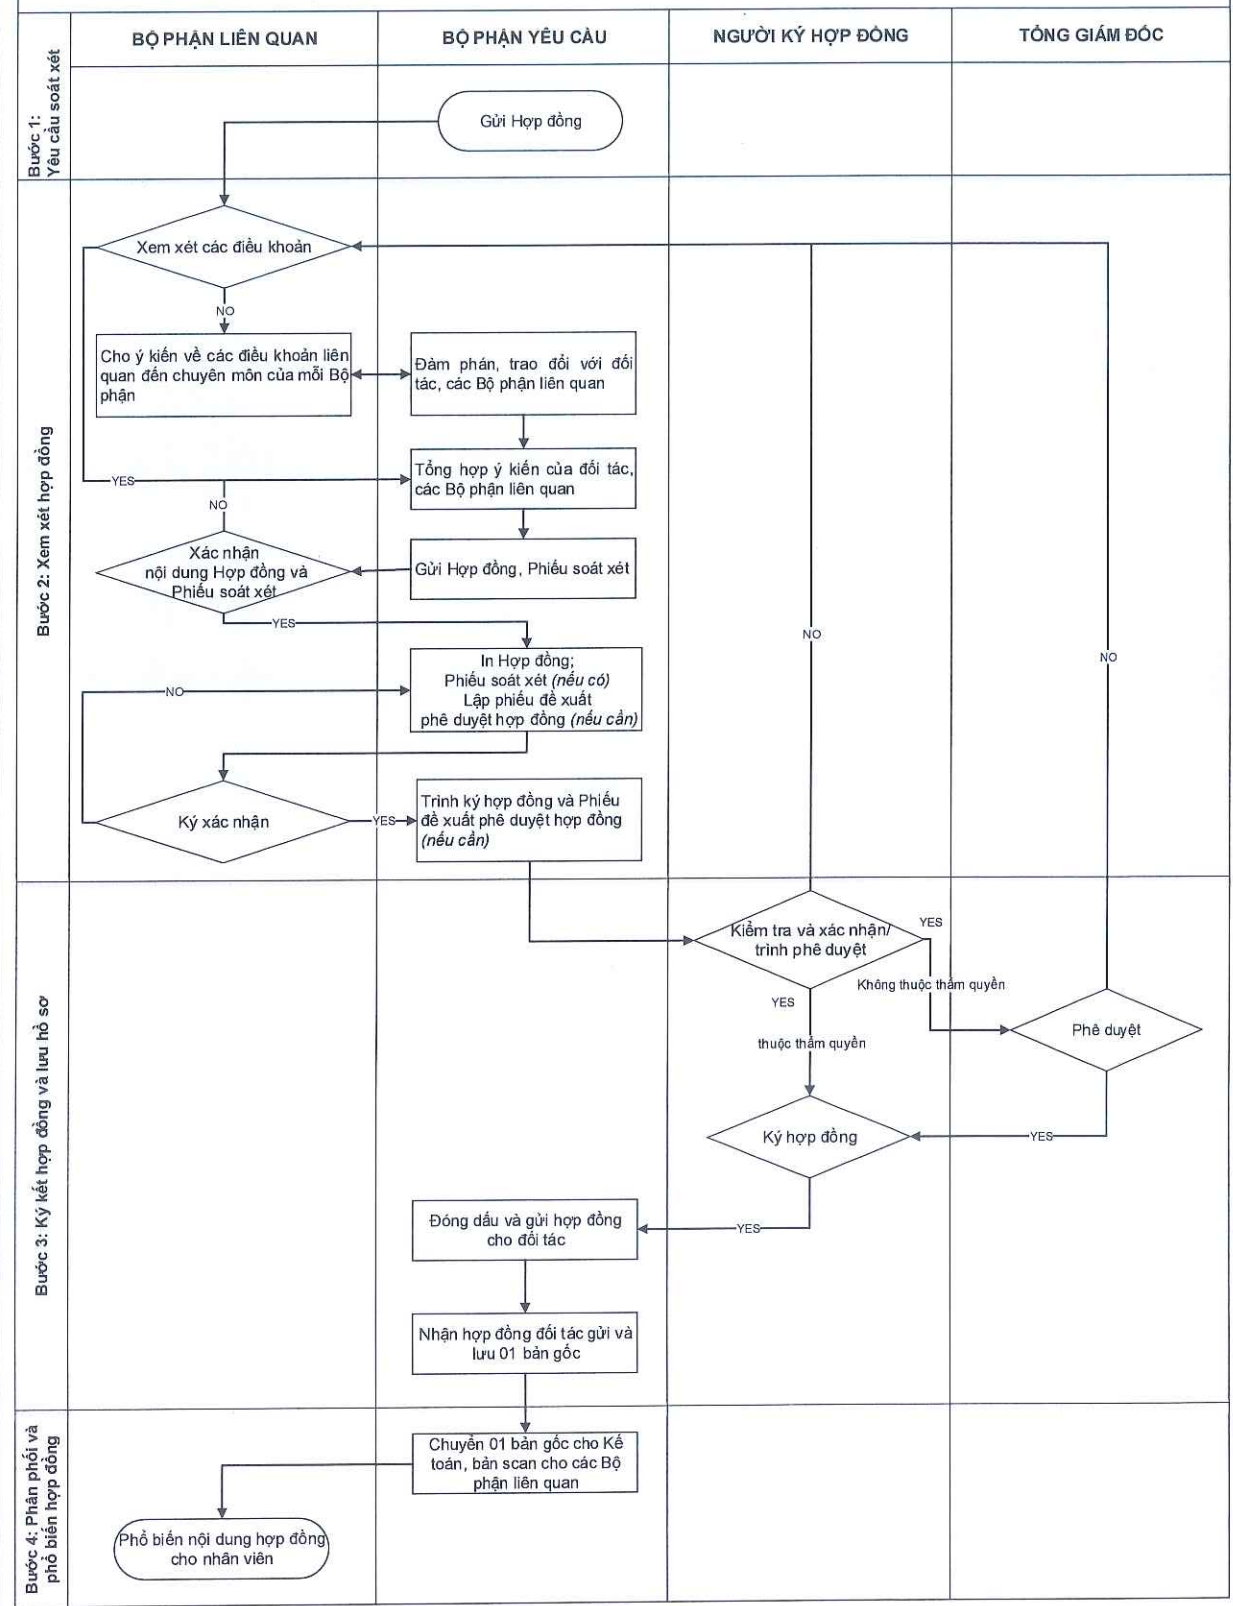 BỘ PHẬN LIÊN QUAN
BỘ PHẬN YÊU CẦU
NGƯỜI KÝ HỢP ĐỒNG
TỔNG GIÁM ĐỐC
Bước 1:
Yêu cầu soát xét
Gửi Hợp đồng
Bước 2: Xem xét hợp đồng
Xem xét các điều khoản
NO
Cho ý kiến về các điều khoản liên
quan đến chuyên môn của mỗi Bộ
phận
Đàm phán, trao đổi với đối
tác, các Bộ phận liên quan
YES
Tổng hợp ý kiến của đối tác,
các Bộ phận liên quan
NO
Xác nhận
nội dung Hợp đồng và
Phiếu soát xét
Gửi Hợp đồng, Phiếu soát xét
YES
NO
NO
In Hợp đồng;
Phiếu soát xét (nếu có)
Lập phiếu đề xuất
phê duyệt hợp đồng (nếu cần)
NO
Ký xác nhận
YES
Trình ký hợp đồng và Phiếu
đề xuất phê duyệt hợp đồng
(nếu cần)
Bước 3: Ký kết hợp đồng và lưu hồ sơ
Kiểm tra và xác nhận/
trình phê duyệt
YES
Không thuộc thẩm quyền
YES
thuộc thẩm quyền
Phê duyệt
Ký hợp đồng
YES
Đóng dấu và gửi hợp đồng
cho đối tác
YES
Nhận hợp đồng đối tác gửi và
lưu 01 bản gốc
Bước 4: Phân phối và
phổ biến hợp đồng
Chuyển 01 bản gốc cho Kế
toán, bản scan cho các Bộ
phận liên quan
Phổ biến nội dung hợp đồng
cho nhân viên